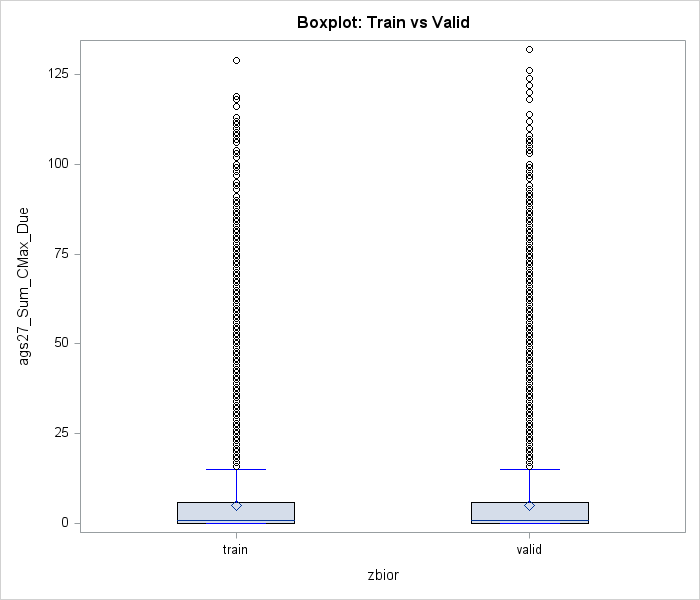 Boxplot: Train vs Valid
ags27_Sum_CMax_Due
125
100
75
50
25
0
train
valid
zbior